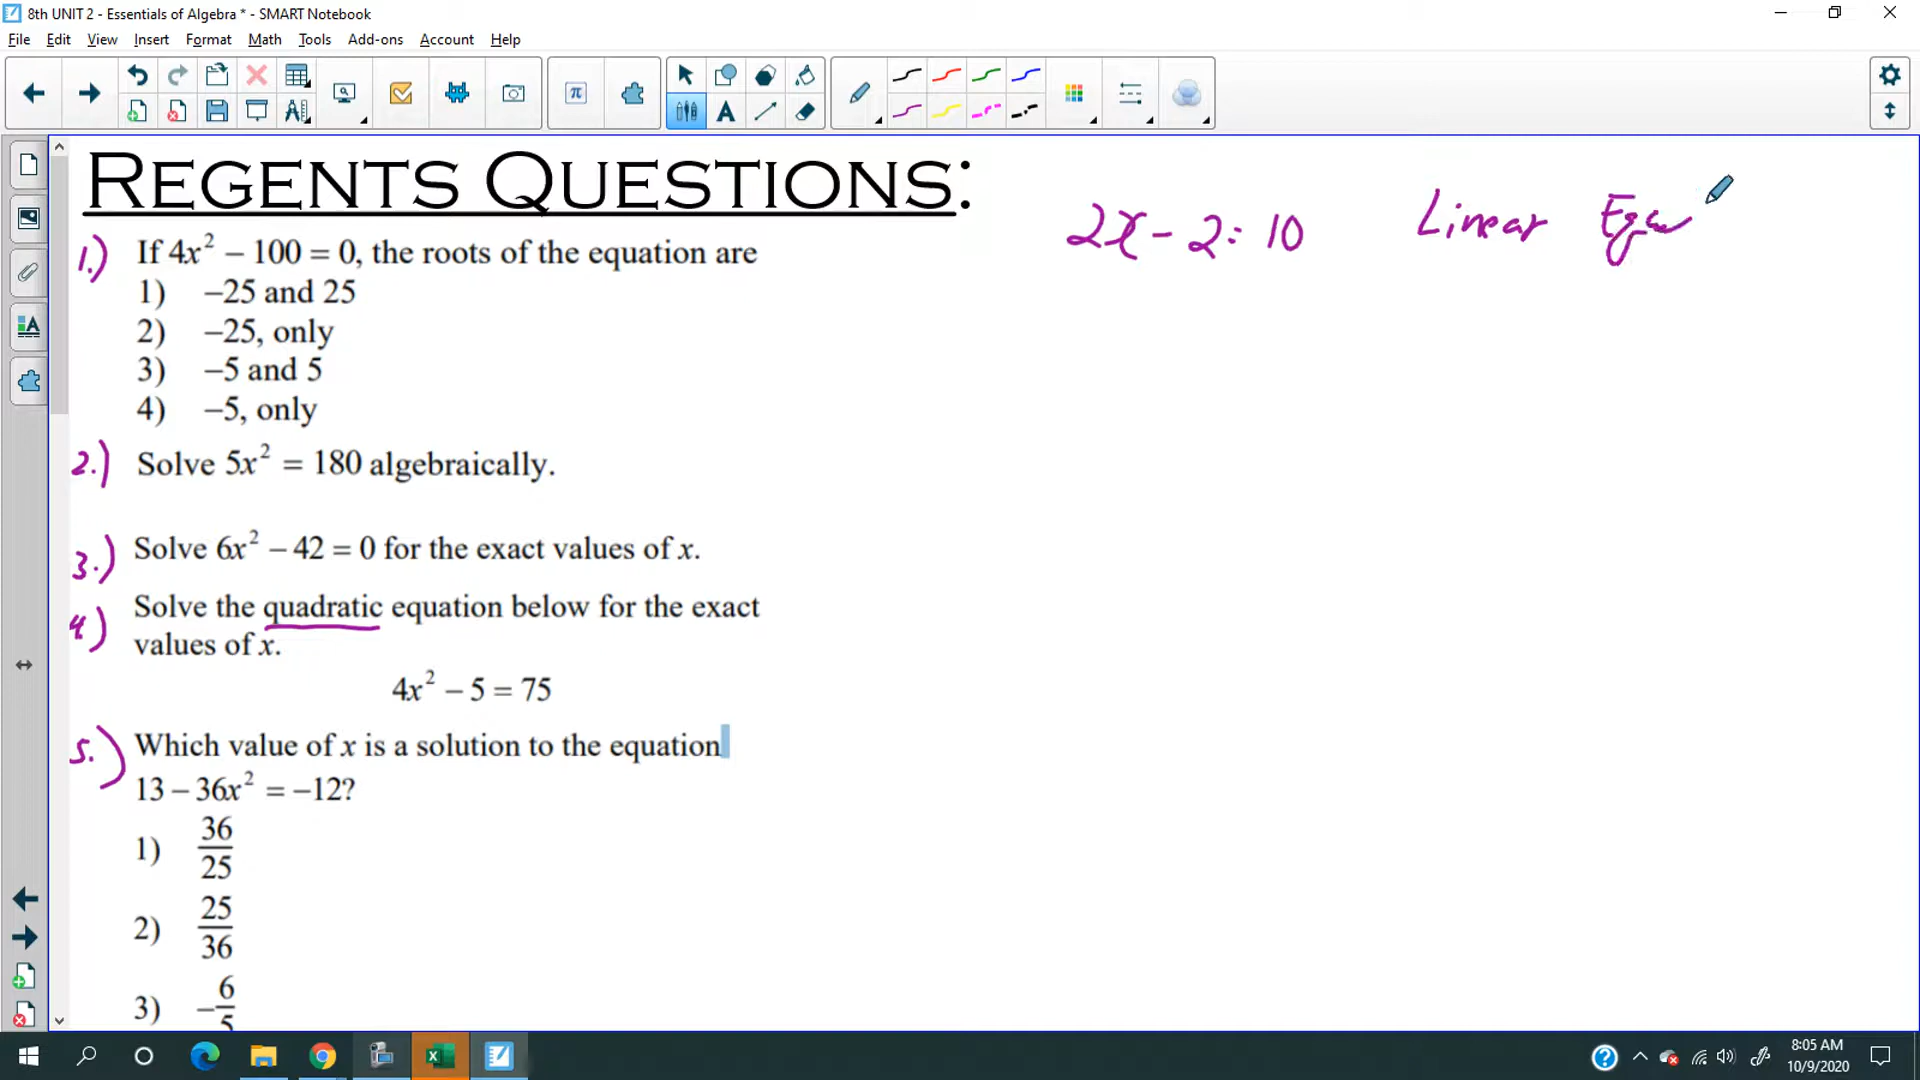 8th UNIT 2 - Essentials of Algebra * - SMART Notebook
File Edit View Insert Format Math Tools Add-ons Account Help
REGENTS QUESTIONS:
2x - 2 = 10 Linear Equ
1.) If 4x² – 100 = 0, the roots of the equation are
1) –25 and 25
2) –25, only
3) –5 and 5
4) –5, only
2.) Solve 5x² = 180 algebraically.
3.) Solve 6x² – 42 = 0 for the exact values of x.
4.) Solve the quadratic equation below for the exact
values of x.
4x² – 5 = 75
5.) Which value of x is a solution to the equation
13 – 36x² = –12?
1) 36/25
2) 25/36
3) –6/5
8:05 AM
10/9/2020